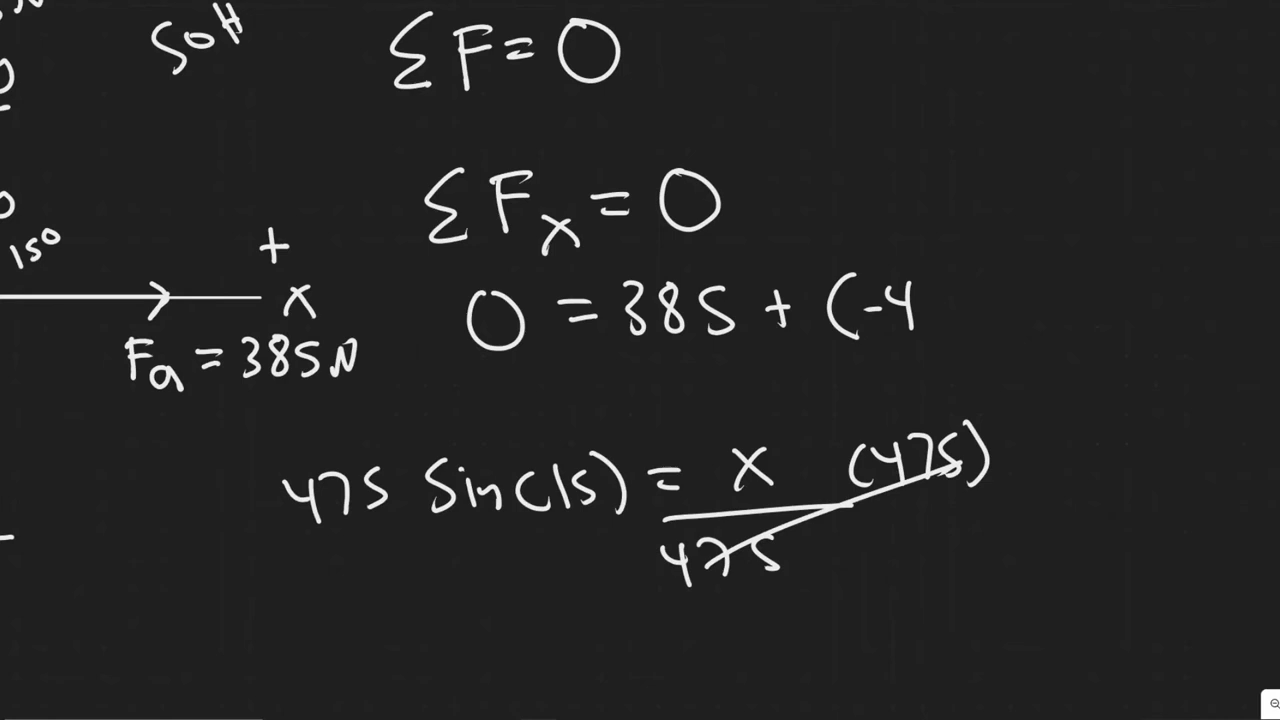 SOH
ΣF=0
ΣFx=0
15°
+
x
0 = 385 + (-4
Fa = 385N
475 Sin(15) = x (475)
475